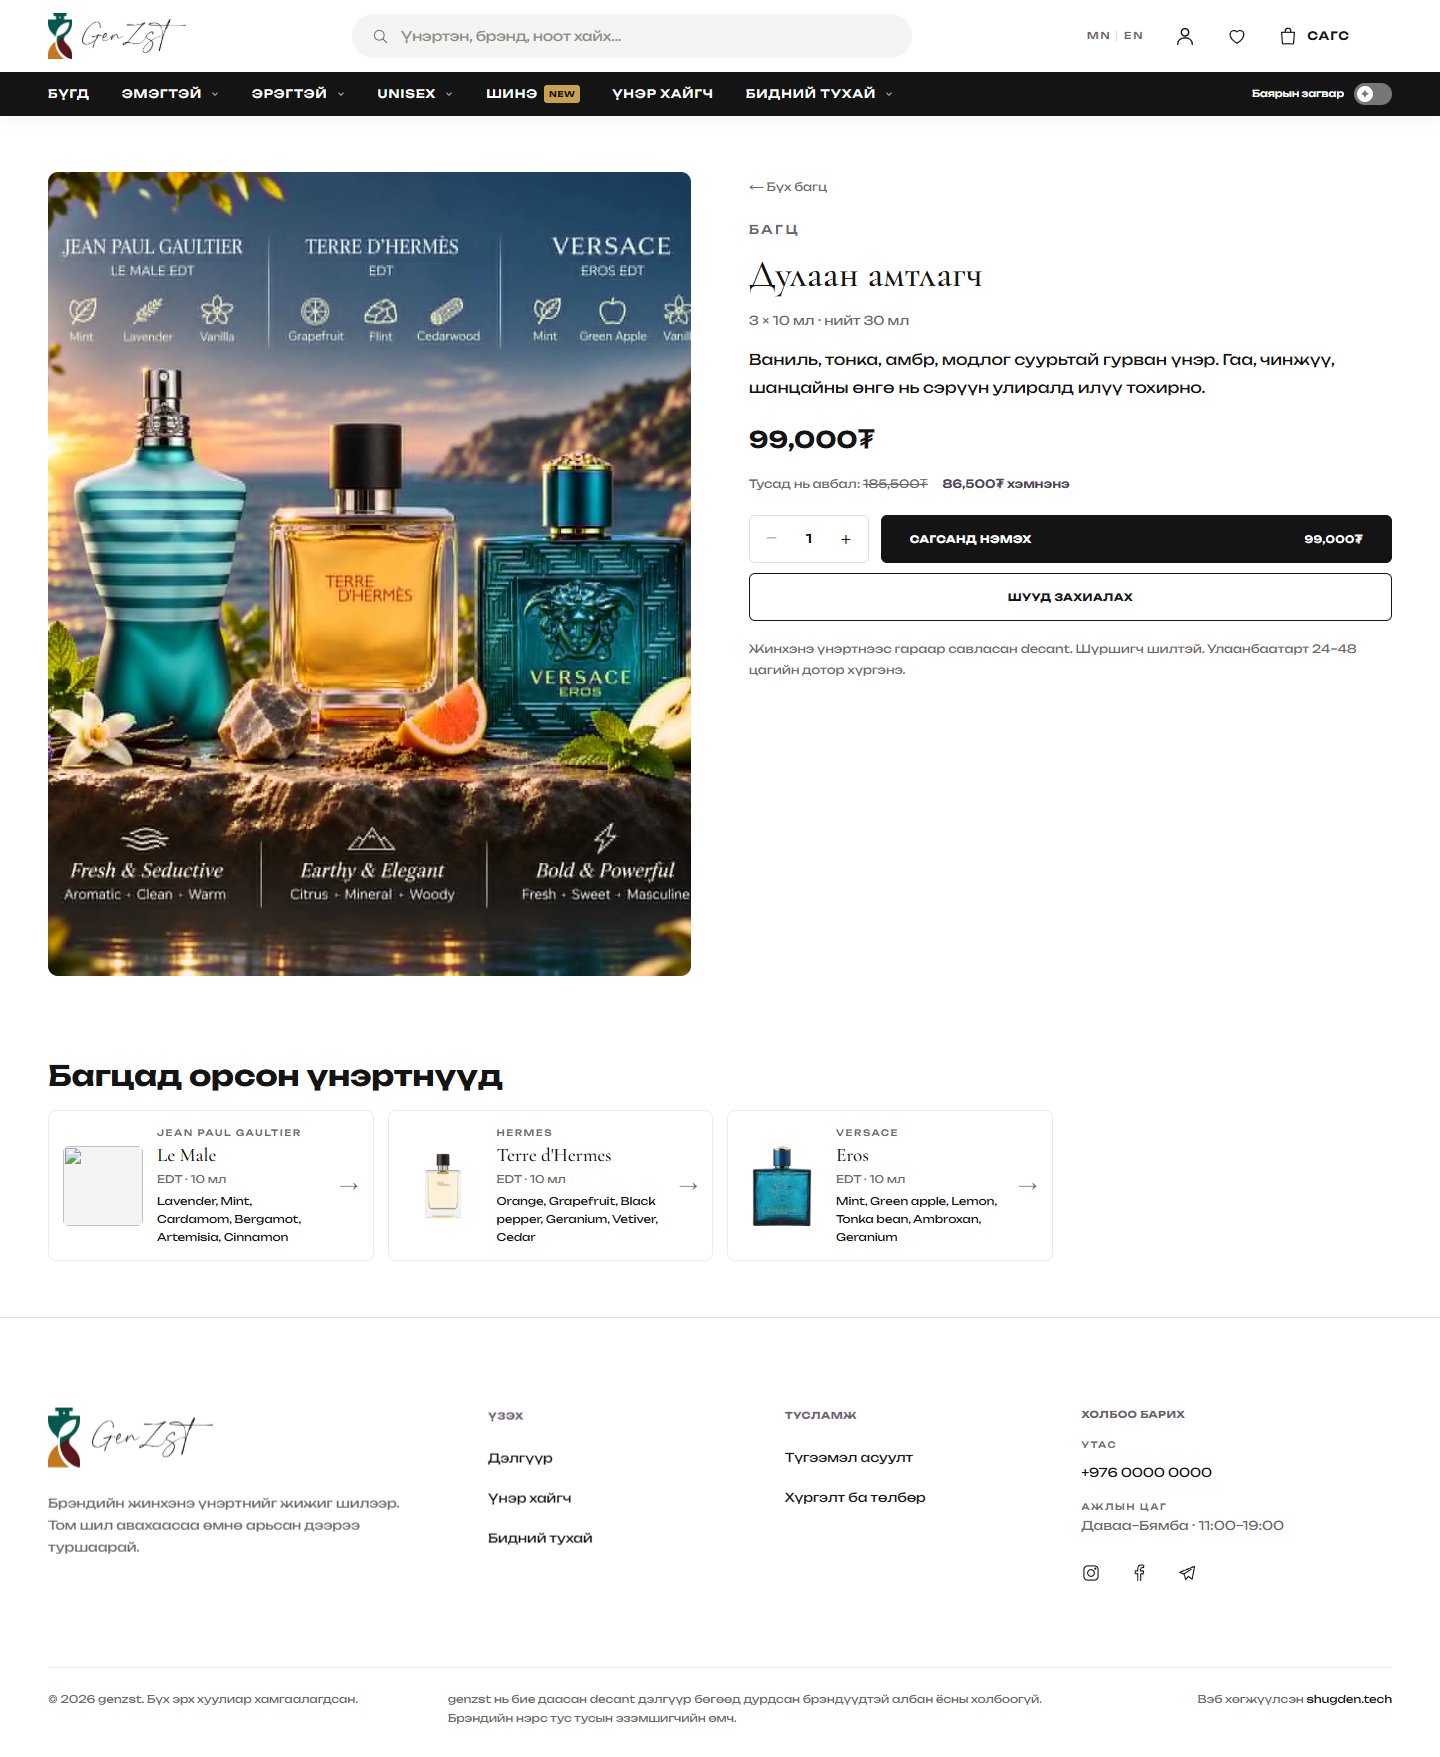 GenZst
Үнэртэн, брэнд, ноот хайх...
MN | EN
САГС
БҮГД
ЭМЭГТЭЙ
ЭРЭГТЭЙ
UNISEX
ШИНЭ NEW
ҮНЭР ХАЙГЧ
БИДНИЙ ТУХАЙ
Баярын загвар
JEAN PAUL GAULTIER
LE MALE EDT
Mint Lavender Vanilla
TERRE D'HERMÈS
EDT
Grapefruit Flint Cedarwood
VERSACE
EROS EDT
Mint Green Apple Vanill
TERRE
D'HERMÈS
VERSACE
EROS
Fresh & Seductive
Aromatic • Clean • Warm
Earthy & Elegant
Citrus • Mineral • Woody
Bold & Powerful
Fresh • Sweet • Masculine
← Бүх багц
БАГЦ
Дулаан амтлагч
3 × 10 мл · нийт 30 мл
Ваниль, тонка, амбр, модлог суурьтай гурван үнэр. Гаа, чинжүү,
шанцайны өнгө нь сэрүүн улиралд илүү тохирно.
99,000₮
Тусад нь авбал: 185,500₮ 86,500₮ хэмнэнэ
− 1 +
САГСАНД НЭМЭХ 99,000₮
ШУУД ЗАХИАЛАХ
Жинхэнэ үнэртнээс гараар савласан decant. Шүршигч шилтэй. Улаанбаатарт 24–48
цагийн дотор хүргэнэ.
Багцад орсон үнэртнүүд
JEAN PAUL GAULTIER
Le Male
EDT · 10 мл
Lavender, Mint,
Cardamom, Bergamot,
Artemisia, Cinnamon
→
HERMES
Terre d'Hermes
EDT · 10 мл
Orange, Grapefruit, Black
pepper, Geranium, Vetiver,
Cedar
→
VERSACE
Eros
EDT · 10 мл
Mint, Green apple, Lemon,
Tonka bean, Ambroxan,
Geranium
→
GenZst
Брэндийн жинхэнэ үнэртнийг жижиг шилээр.
Том шил авахаасаа өмнө арьсан дээрээ
туршаарай.
ҮЗЭХ
Дэлгүүр
Үнэр хайгч
Бидний тухай
ТУСЛАМЖ
Түгээмэл асуулт
Хүргэлт ба төлбөр
ХОЛБОО БАРИХ
УТАС
+976 0000 0000
АЖЛЫН ЦАГ
Даваа–Бямба · 11:00–19:00
© 2026 genzst. Бүх эрх хуулиар хамгаалагдсан.
genzst нь бие даасан decant дэлгүүр бөгөөд дурдсан брэндүүдтэй албан ёсны холбоогүй.
Брэндийн нэрс тус тусын эзэмшигчийн өмч.
Вэб хөгжүүлсэн shugden.tech